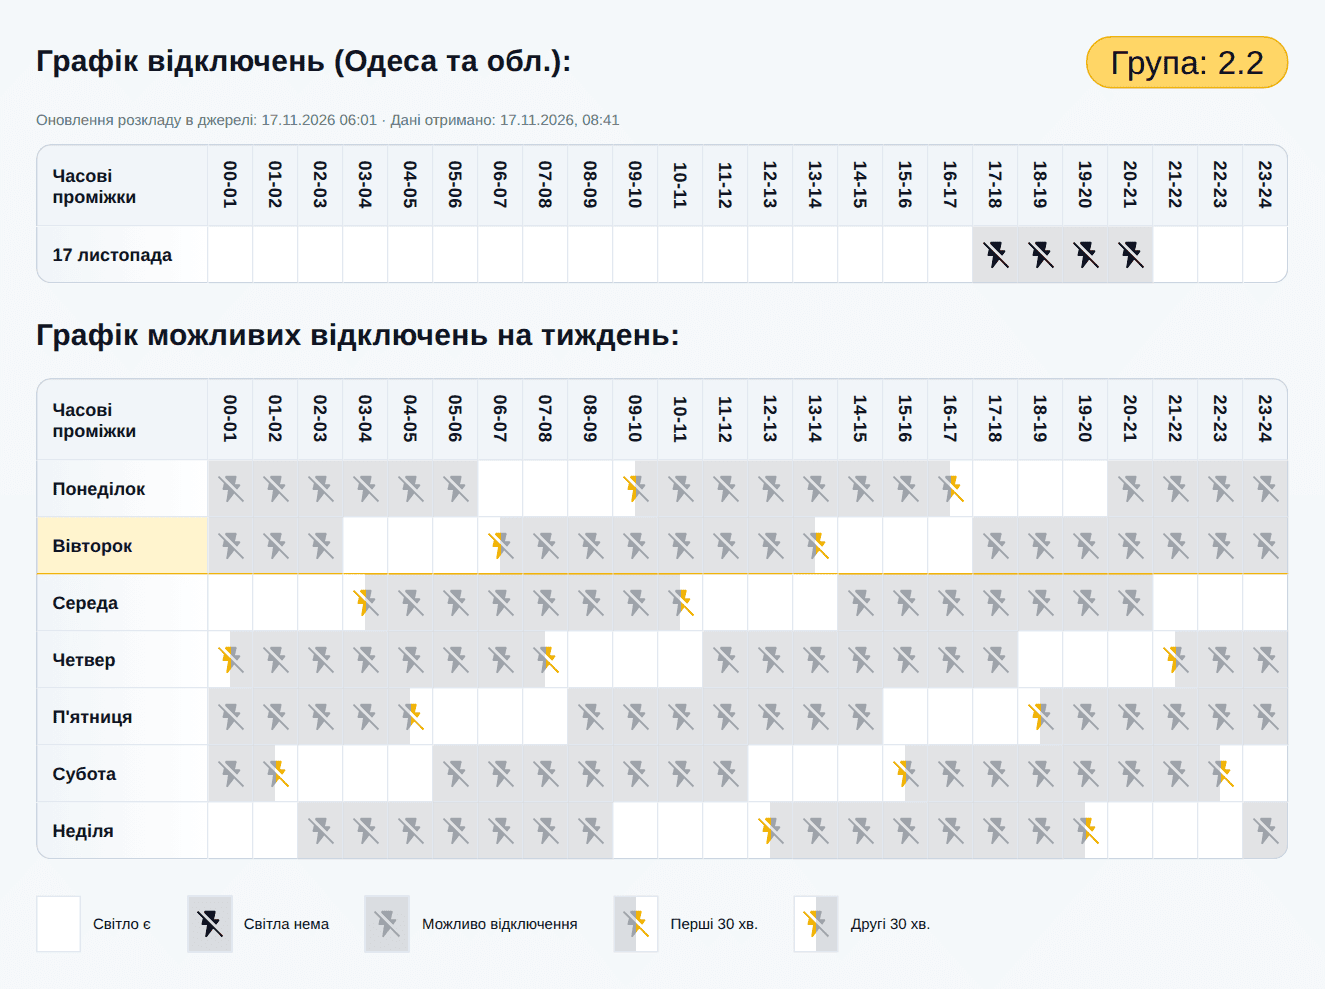 Графік відключень (Одеса та обл.):
Група: 2.2
Оновлення розкладу в джерелі: 17.11.2026 06:01 · Дані отримано: 17.11.2026, 08:41
Часові проміжки 00-01 01-02 02-03 03-04 04-05 05-06 06-07 07-08 08-09 09-10 10-11 11-12 12-13 13-14 14-15 15-16 16-17 17-18 18-19 19-20 20-21 21-22 22-23 23-24
17 листопада
Графік можливих відключень на тиждень:
Часові проміжки 00-01 01-02 02-03 03-04 04-05 05-06 06-07 07-08 08-09 09-10 10-11 11-12 12-13 13-14 14-15 15-16 16-17 17-18 18-19 19-20 20-21 21-22 22-23 23-24
Понеділок
Вівторок
Середа
Четвер
П'ятниця
Субота
Неділя
Світло є Світла нема Можливо відключення Перші 30 хв. Другі 30 хв.